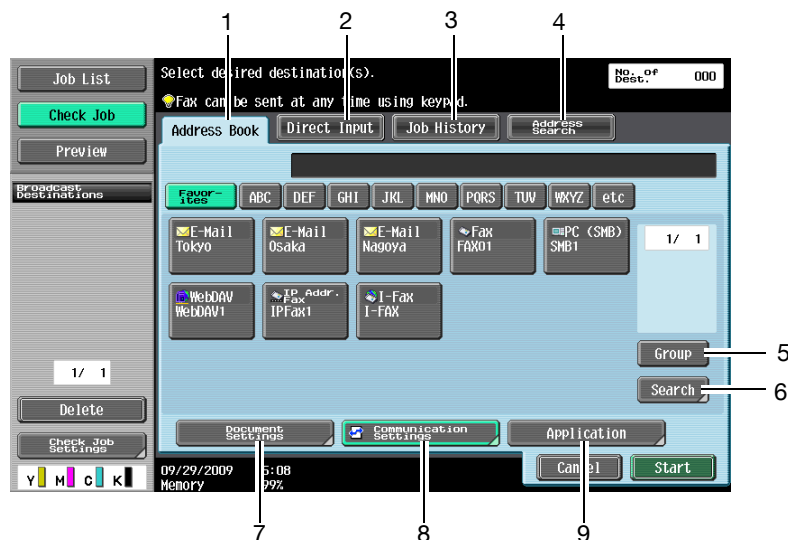 1 2 3 4
Job List
Check Job
Preview
Broadcast
Destinations
1/ 1
Delete
Check Job
Settings
Y M C K
Select desired destination(s).
No. of
Dest. 000
Fax can be sent at any time using keypad.
Address Book Direct Input Job History Address
Search
Favor-
ites ABC DEF GHI JKL MNO PQRS TUV WXYZ etc
E-Mail
Tokyo
E-Mail
Osaka
E-Mail
Nagoya
Fax
FAX01
PC (SMB)
SMB1
1/ 1
WebDAV
WebDAV1
IP Addr.
Fax
IPFax1
I-Fax
I-FAX
Group 5
Search 6
Document
Settings
Communication
Settings
Application
09/29/2009 5:08
Memory 99%
Cancel Start
7 8 9